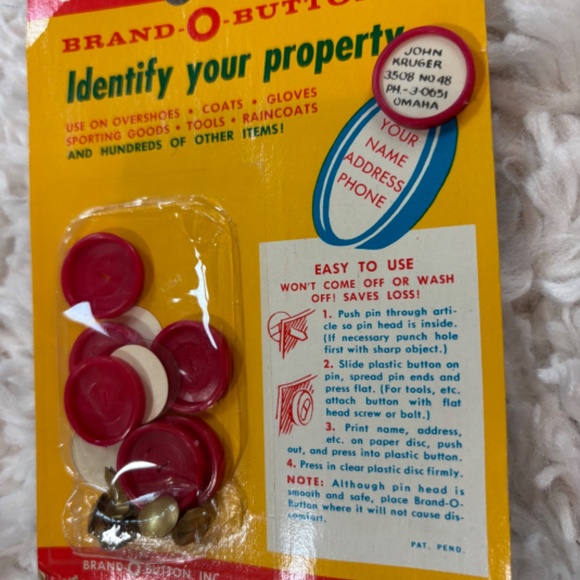 BRAND-O-BUTTON
Identify your property
USE ON OVERSHOES • COATS • GLOVES
SPORTING GOODS • TOOLS • RAINCOATS
AND HUNDREDS OF OTHER ITEMS!
JOHN
KRUGER
3508 NO 48
PH.-3-0651
OMAHA
YOUR
NAME
ADDRESS
PHONE
EASY TO USE
WON'T COME OFF OR WASH
OFF! SAVES LOSS!
1. Push pin through arti-
cle so pin head is inside.
(If necessary punch hole
first with sharp object.)
2. Slide plastic button on
pin, spread pin ends and
press flat. (For tools, etc.
attach button with flat
head screw or bolt.)
3. Print name, address,
etc. on paper disc, push
out, and press into plastic button.
4. Press in clear plastic disc firmly.
NOTE: Although pin head is
smooth and safe, place Brand-O-
Button where it will not cause dis-
comfort.
PAT. PEND.
BRAND-O-BUTTON, INC.